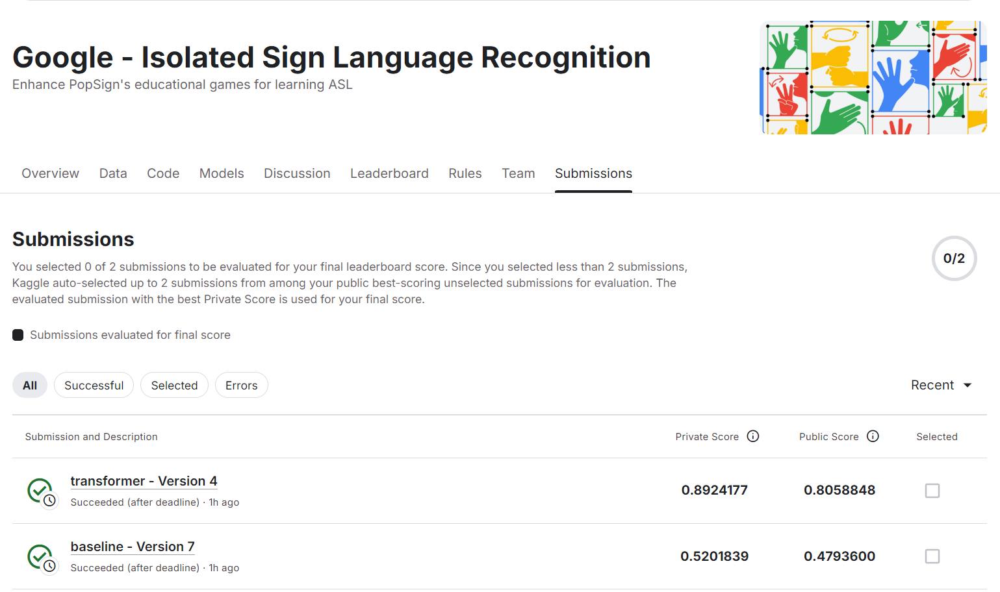 Google - Isolated Sign Language Recognition
Enhance PopSign's educational games for learning ASL
Overview Data Code Models Discussion Leaderboard Rules Team Submissions
Submissions
You selected 0 of 2 submissions to be evaluated for your final leaderboard score. Since you selected less than 2 submissions,
Kaggle auto-selected up to 2 submissions from among your public best-scoring unselected submissions for evaluation. The
evaluated submission with the best Private Score is used for your final score.
0/2
Submissions evaluated for final score
All Successful Selected Errors Recent
Submission and Description Private Score Public Score Selected
transformer - Version 4
Succeeded (after deadline) · 1h ago
0.8924177 0.8058848
baseline - Version 7
Succeeded (after deadline) · 1h ago
0.5201839 0.4793600